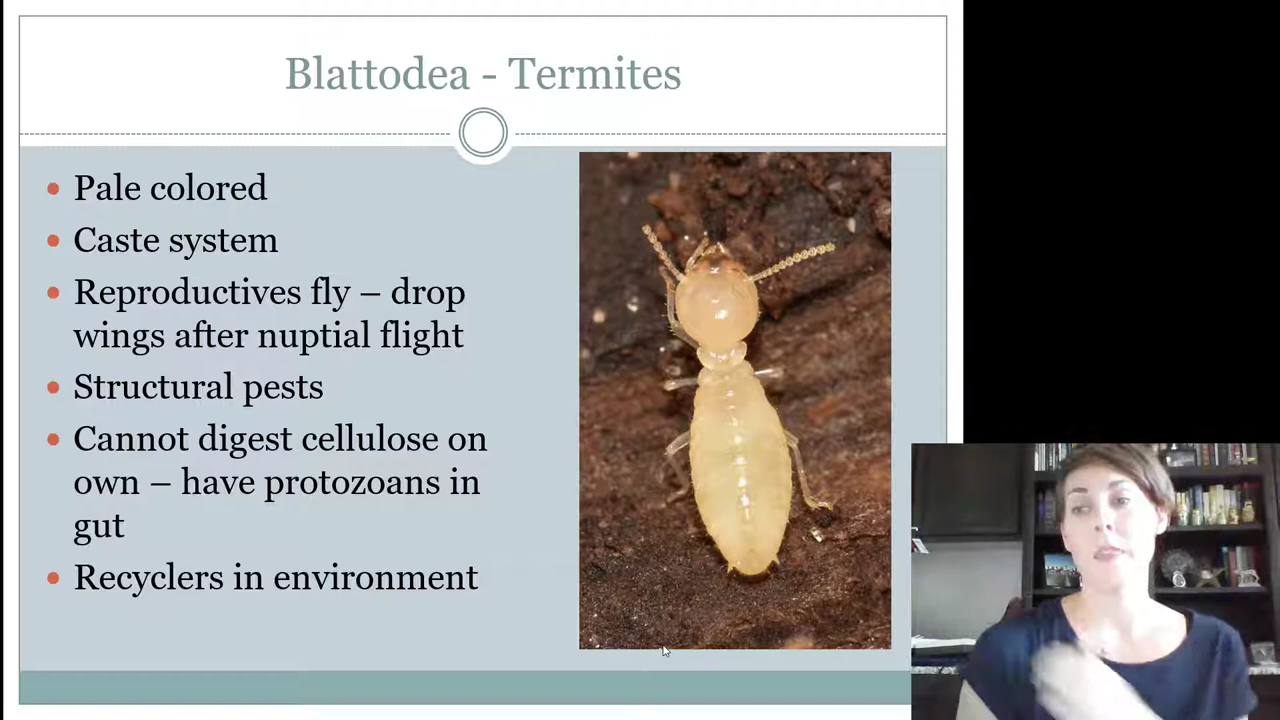 Blattodea - Termites
Pale colored
Caste system
Reproductives fly – drop
wings after nuptial flight
Structural pests
Cannot digest cellulose on
own – have protozoans in
gut
Recyclers in environment